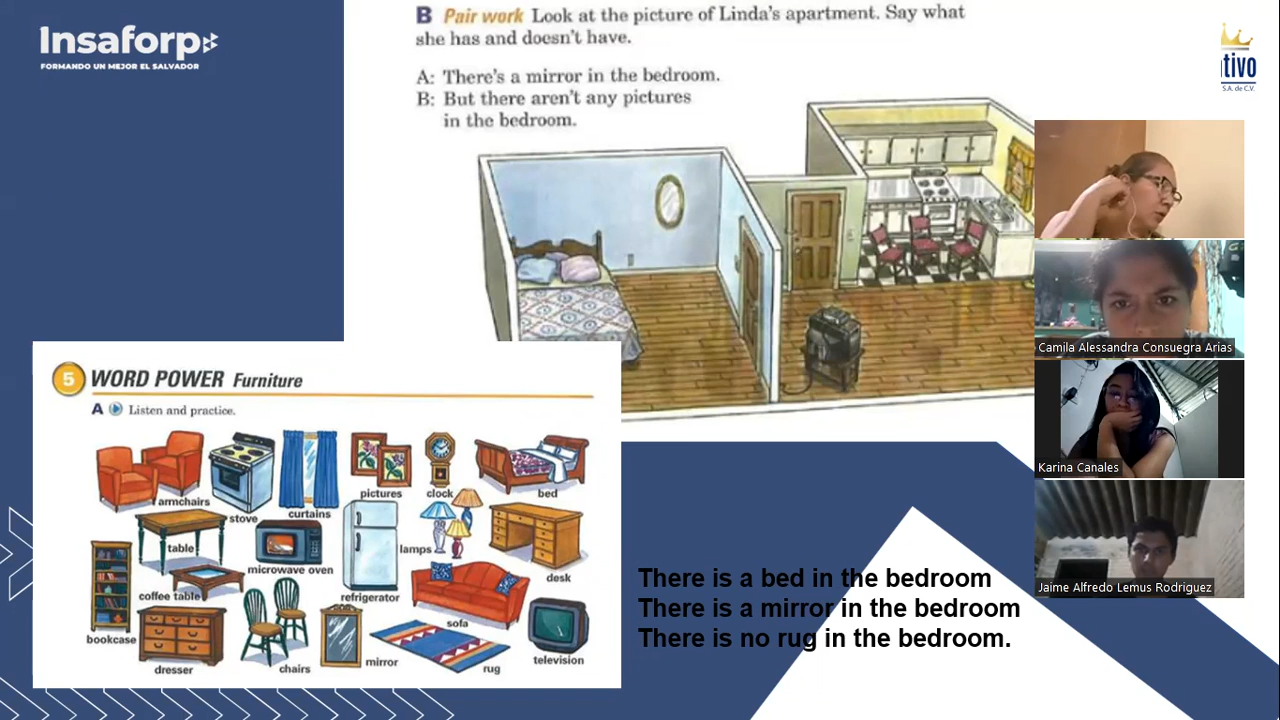 Insaforp
FORMANDO UN MEJOR EL SALVADOR
B Pair work Look at the picture of Linda's apartment. Say what
she has and doesn't have.
A: There's a mirror in the bedroom.
B: But there aren't any pictures
in the bedroom.
tivo
S.A. de C.V.
5 WORD POWER Furniture
A Listen and practice.
armchairs
stove
curtains
pictures
clock
bed
table
microwave oven
lamps
desk
coffee table
refrigerator
sofa
bookcase
dresser
chairs
mirror
rug
television
There is a bed in the bedroom
There is a mirror in the bedroom
There is no rug in the bedroom.
Camila Alessandra Consuegra Arias
Karina Canales
Jaime Alfredo Lemus Rodriguez